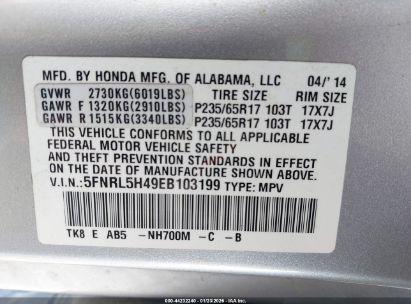 MFD. BY HONDA MFG. OF ALABAMA, LLC 04/' 14
GVWR 2730KG(6019LBS) TIRE SIZE RIM SIZE
GAWR F 1320KG(2910LBS) P235/65R17 103T 17X7J
GAWR R 1515KG(3340LBS) P235/65R17 103T 17X7J
THIS VEHICLE CONFORMS TO ALL APPLICABLE
FEDERAL MOTOR VEHICLE SAFETY
AND THEFT PREVENTION STANDARDS IN EFFECT
ON THE DATE OF MANUFACTURE SHOWN ABOVE.
V.I.N.: 5FNRL5H49EB103199 TYPE: MPV
TK8 E AB5 -NH700M -C -B